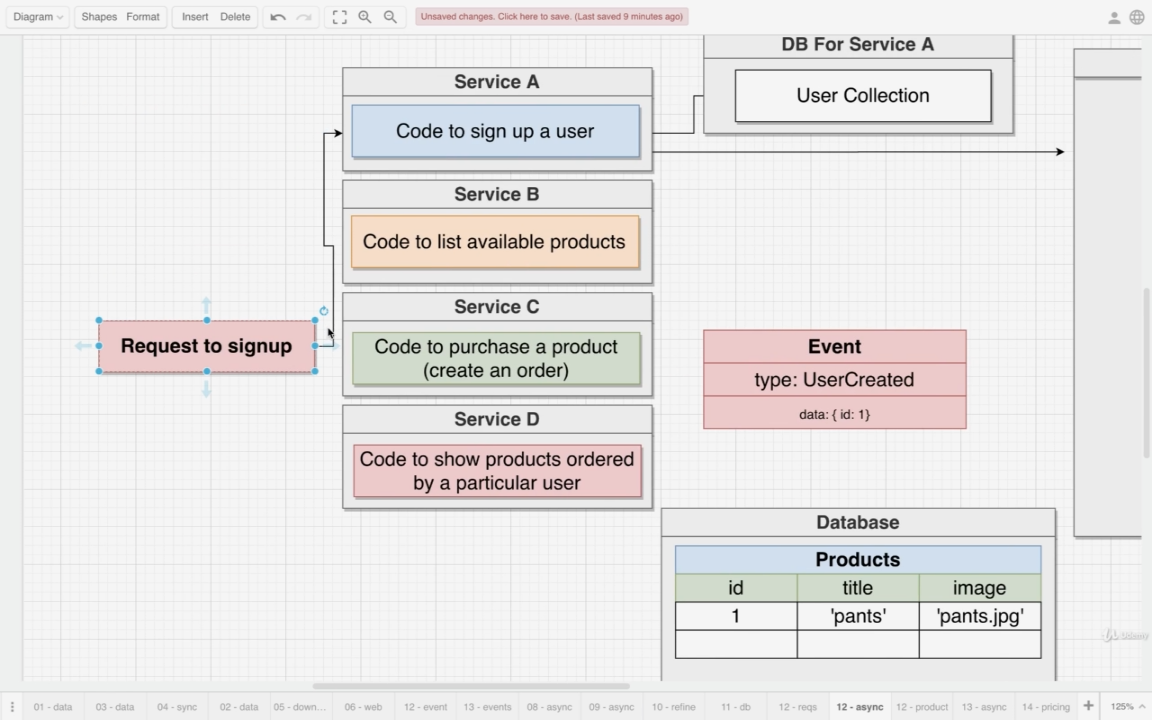 Diagram Shapes Format Insert Delete Unsaved changes. Click here to save. (Last saved 9 minutes ago)
DB For Service A
User Collection
Service A
Code to sign up a user
Service B
Code to list available products
Service C
Code to purchase a product
(create an order)
Service D
Code to show products ordered
by a particular user
Request to signup
Event
type: UserCreated
data: { id: 1}
Database
Products
id title image
1 'pants' 'pants.jpg'
Udemy
01 - data 03 - data 04 - sync 02 - data 05 - down... 06 - web 12 - event 13 - events 08 - async 09 - async 10 - refine 11 - db 12 - reqs 12 - async 12 - product 13 - async 14 - pricing 125%